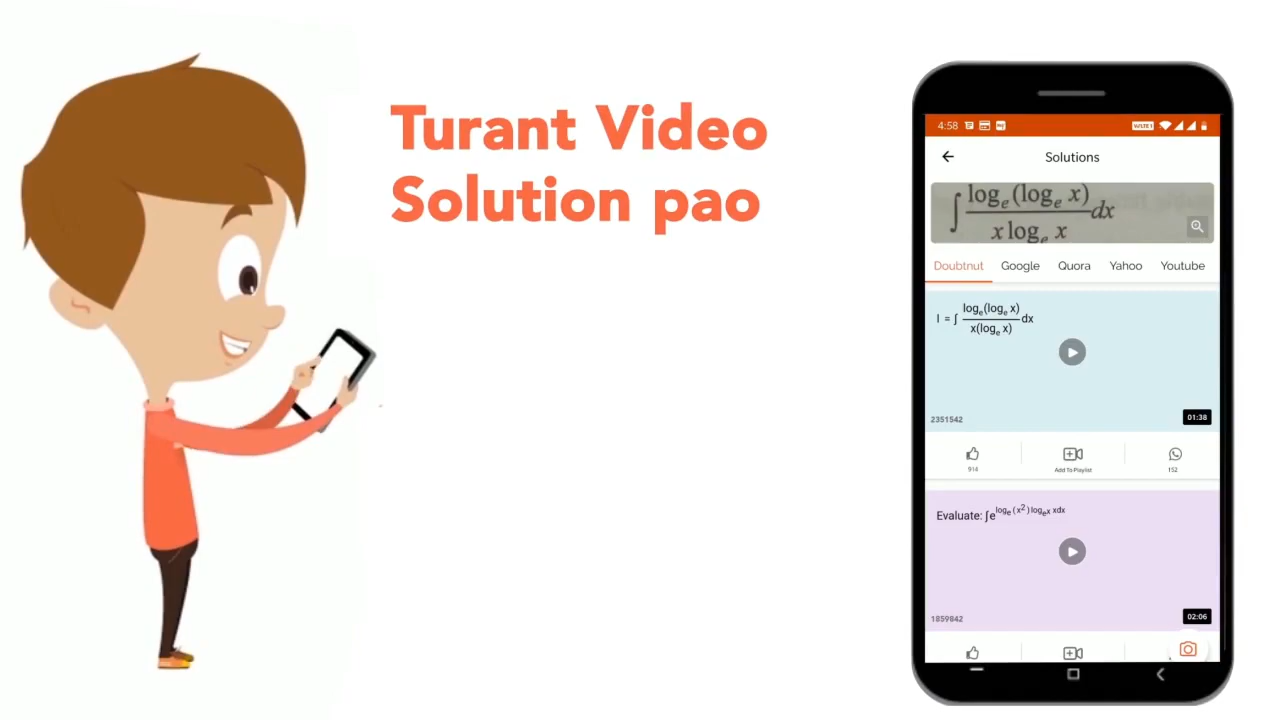 Turant Video
Solution pao
4:58
VoLTE1
Solutions
∫ logₑ(logₑ x) / x logₑ x dx
Doubtnut Google Quora Yahoo Youtube
I = ∫ logₑ(logₑ x) / x(logₑ x) dx
2351542 01:38
914 Add To Playlist 152
Evaluate: ∫e^logₑ(x²)logₑx xdx
1859842 02:06